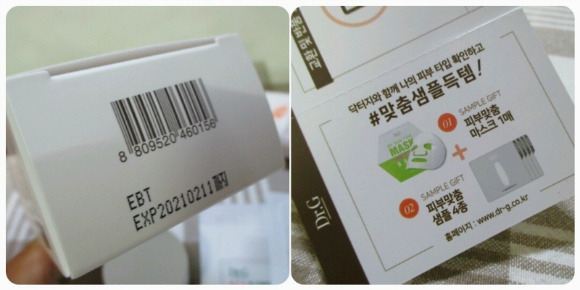 8 809520 460156
EBT
EXP20210211까지
닥터지와 함께 나의 피부 타입 확인하고
#맞춤샘플득템!
01
SAMPLE GIFT
피부맞춤
마스크 1매
MASK
+
02
SAMPLE GIFT
피부맞춤
샘플 4종
홈페이지 : www.dr-g.co.kr
Dr.G